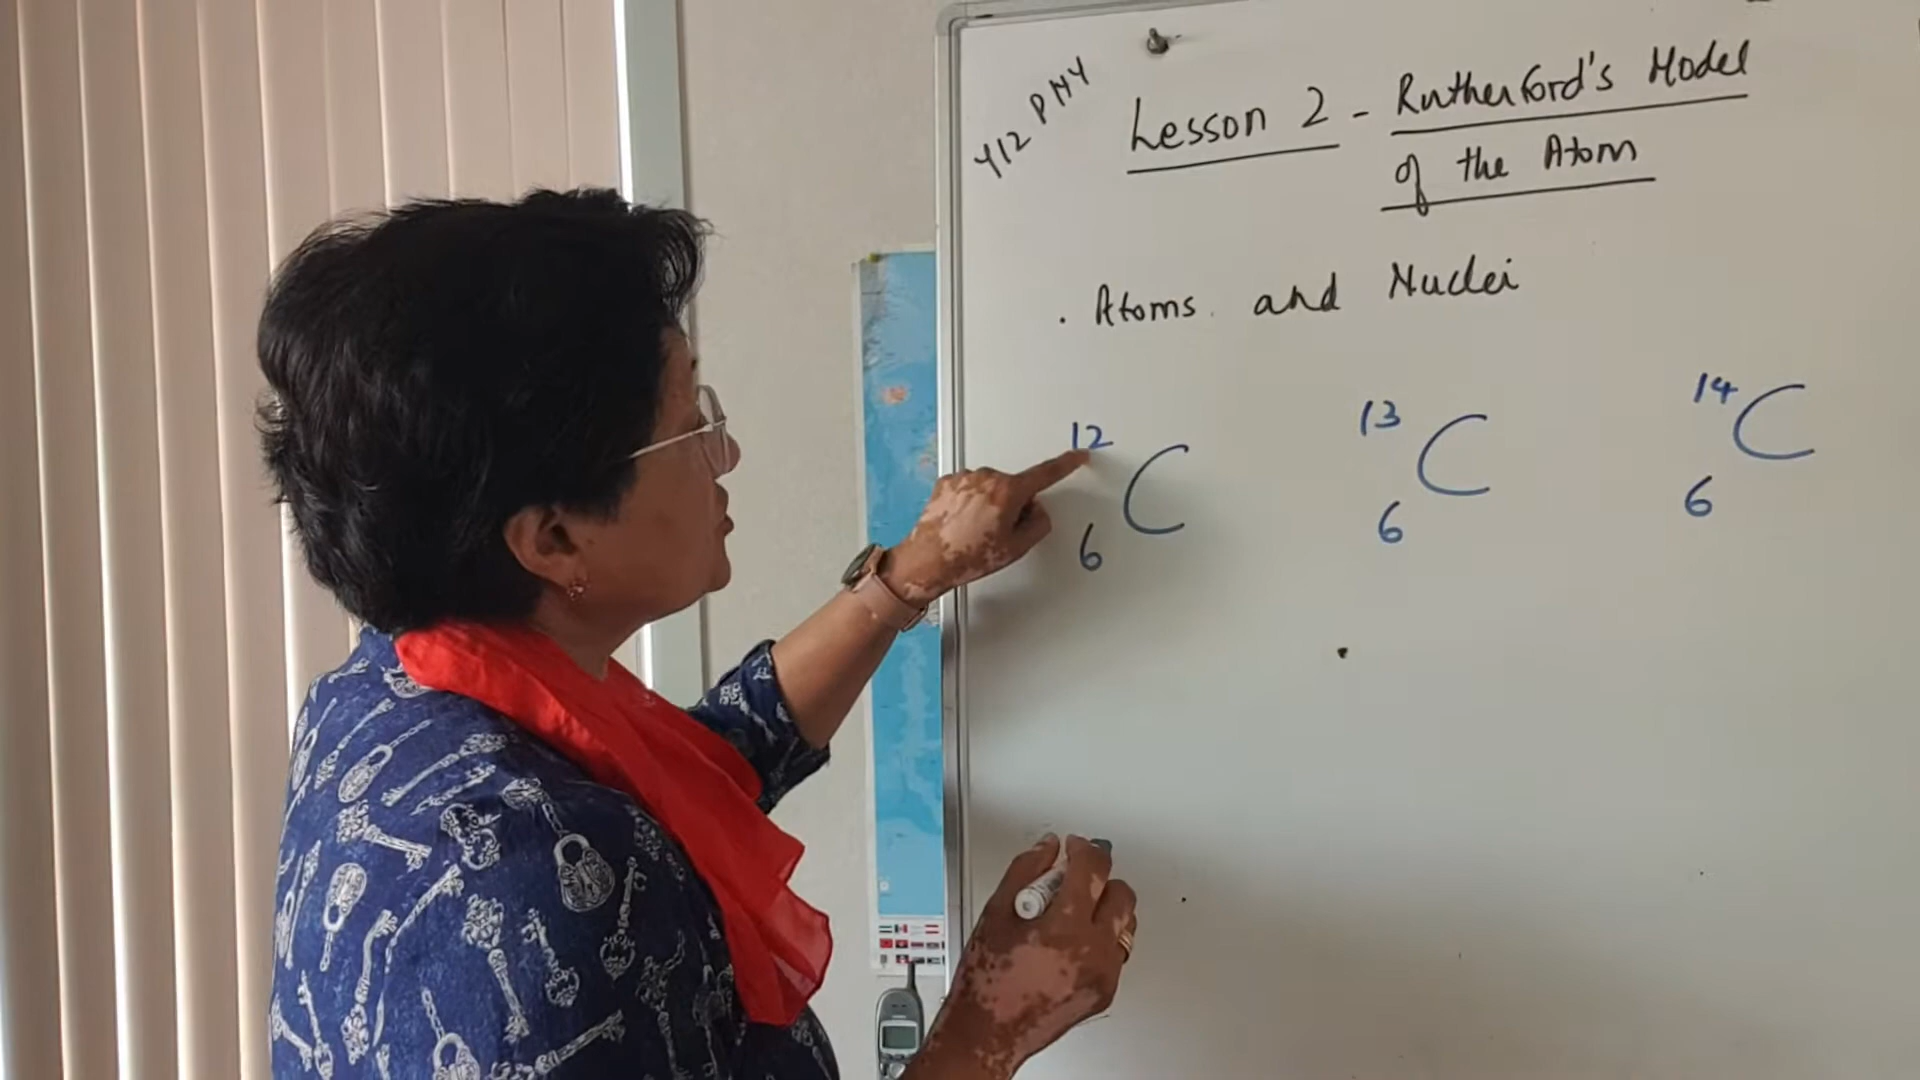 Y12 PHY
Lesson 2 - Rutherford's Model
of the Atom
. Atoms and Nuclei
12 13 14
C C C
6 6 6